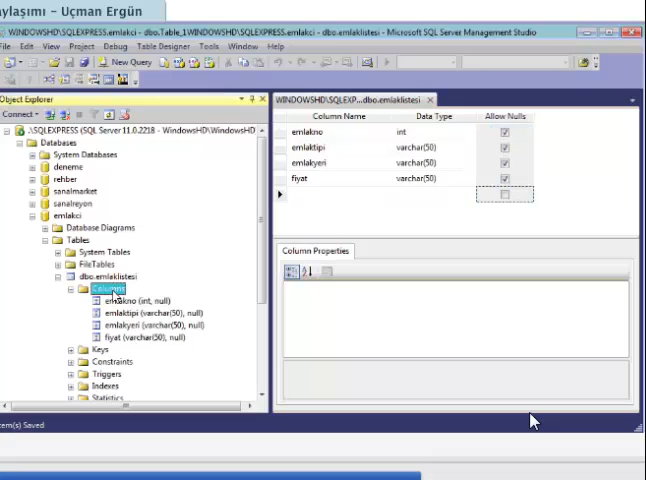 aylaşımı – Uçman Ergün
WINDOWSHD\SQLEXPRESS.emlakci - dbo.Table_1WINDOWSHD\SQLEXPRESS.emlakci - dbo.emlaklistesi - Microsoft SQL Server Management Studio
File Edit View Project Debug Table Designer Tools Window Help
New Query
Object Explorer
WINDOWSHD\SQLEXP...dbo.emlaklistesi
Connect
Column Name Data Type Allow Nulls
.\SQLEXPRESS (SQL Server 11.0.2218 - WindowsHD\WindowsHD
emlakno int
Databases
System Databases
emlaktipi varchar(50)
deneme
emlakyeri varchar(50)
rehber
fiyat varchar(50)
sanalmarket
sanalreyon
emlakci
Database Diagrams
Tables
System Tables
Column Properties
FileTables
dbo.emlaklistesi
Columns
emlakno (int, null)
emlaktipi (varchar(50), null)
emlakyeri (varchar(50), null)
fiyat (varchar(50), null)
Keys
Constraints
Triggers
Indexes
Statistics
tem(s) Saved